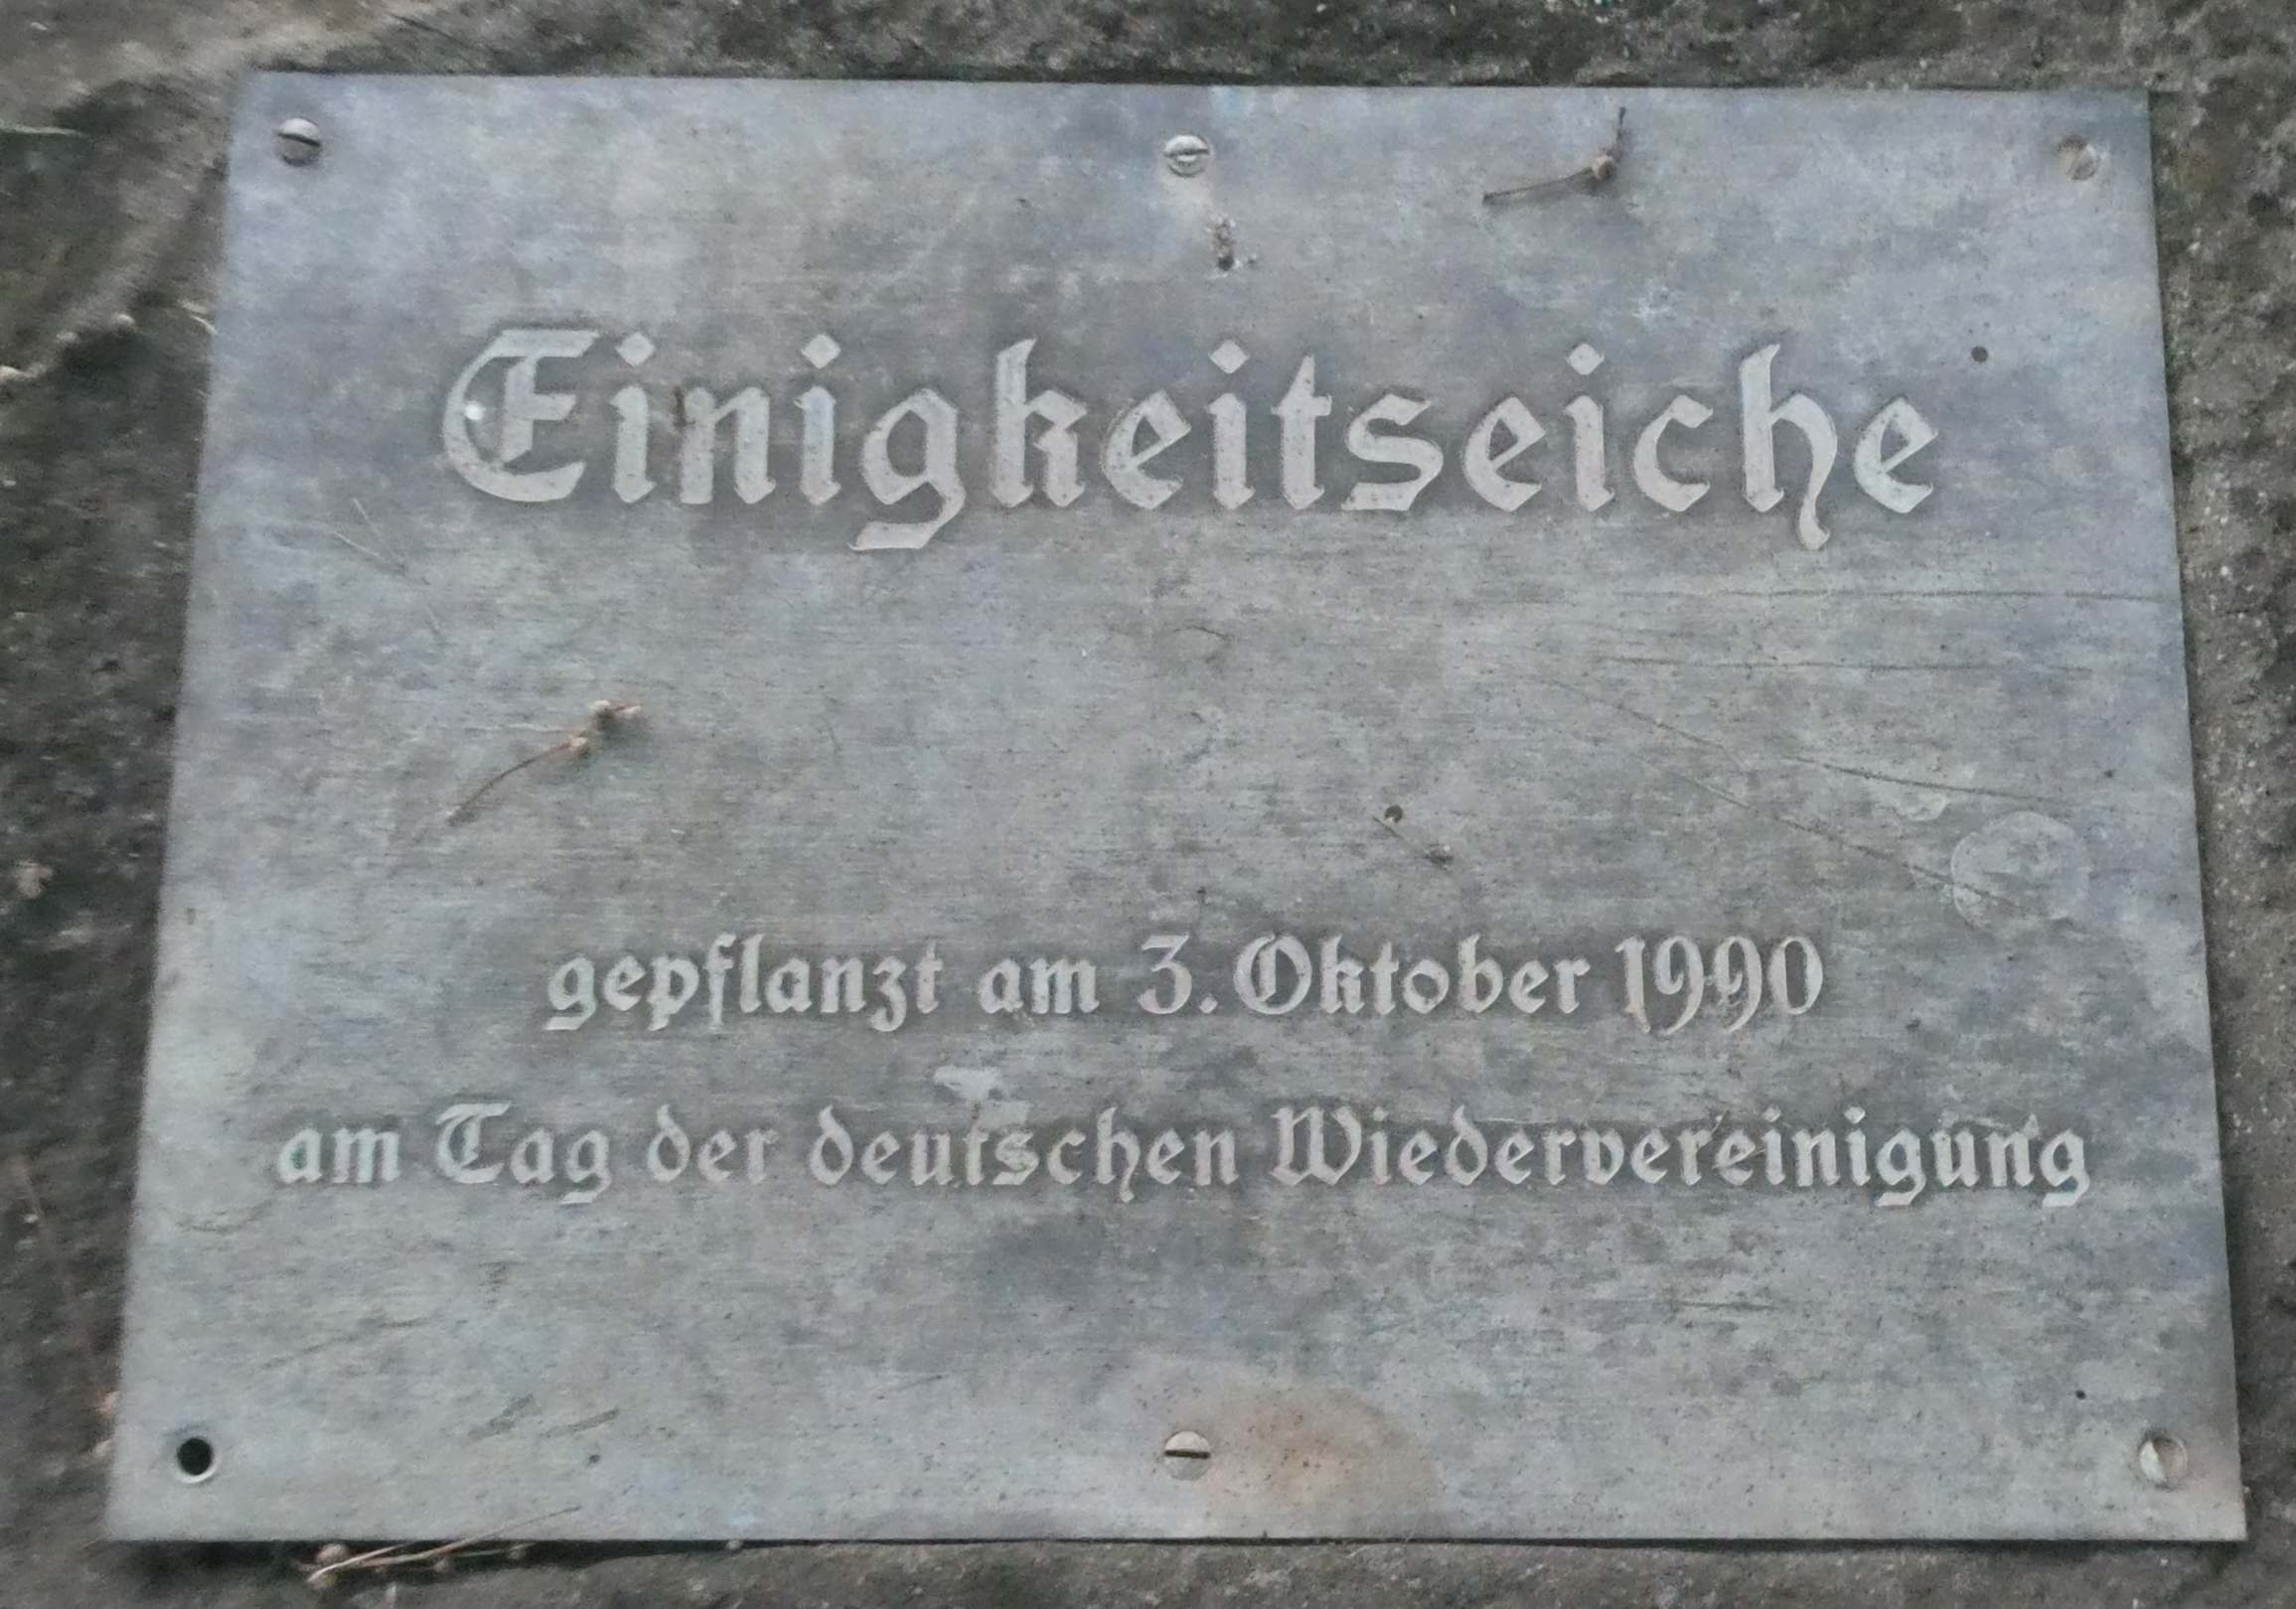 Einigkeitseiche
gepflanzt am 3. Oktober 1990
am Tag der deutschen Wiedervereinigung